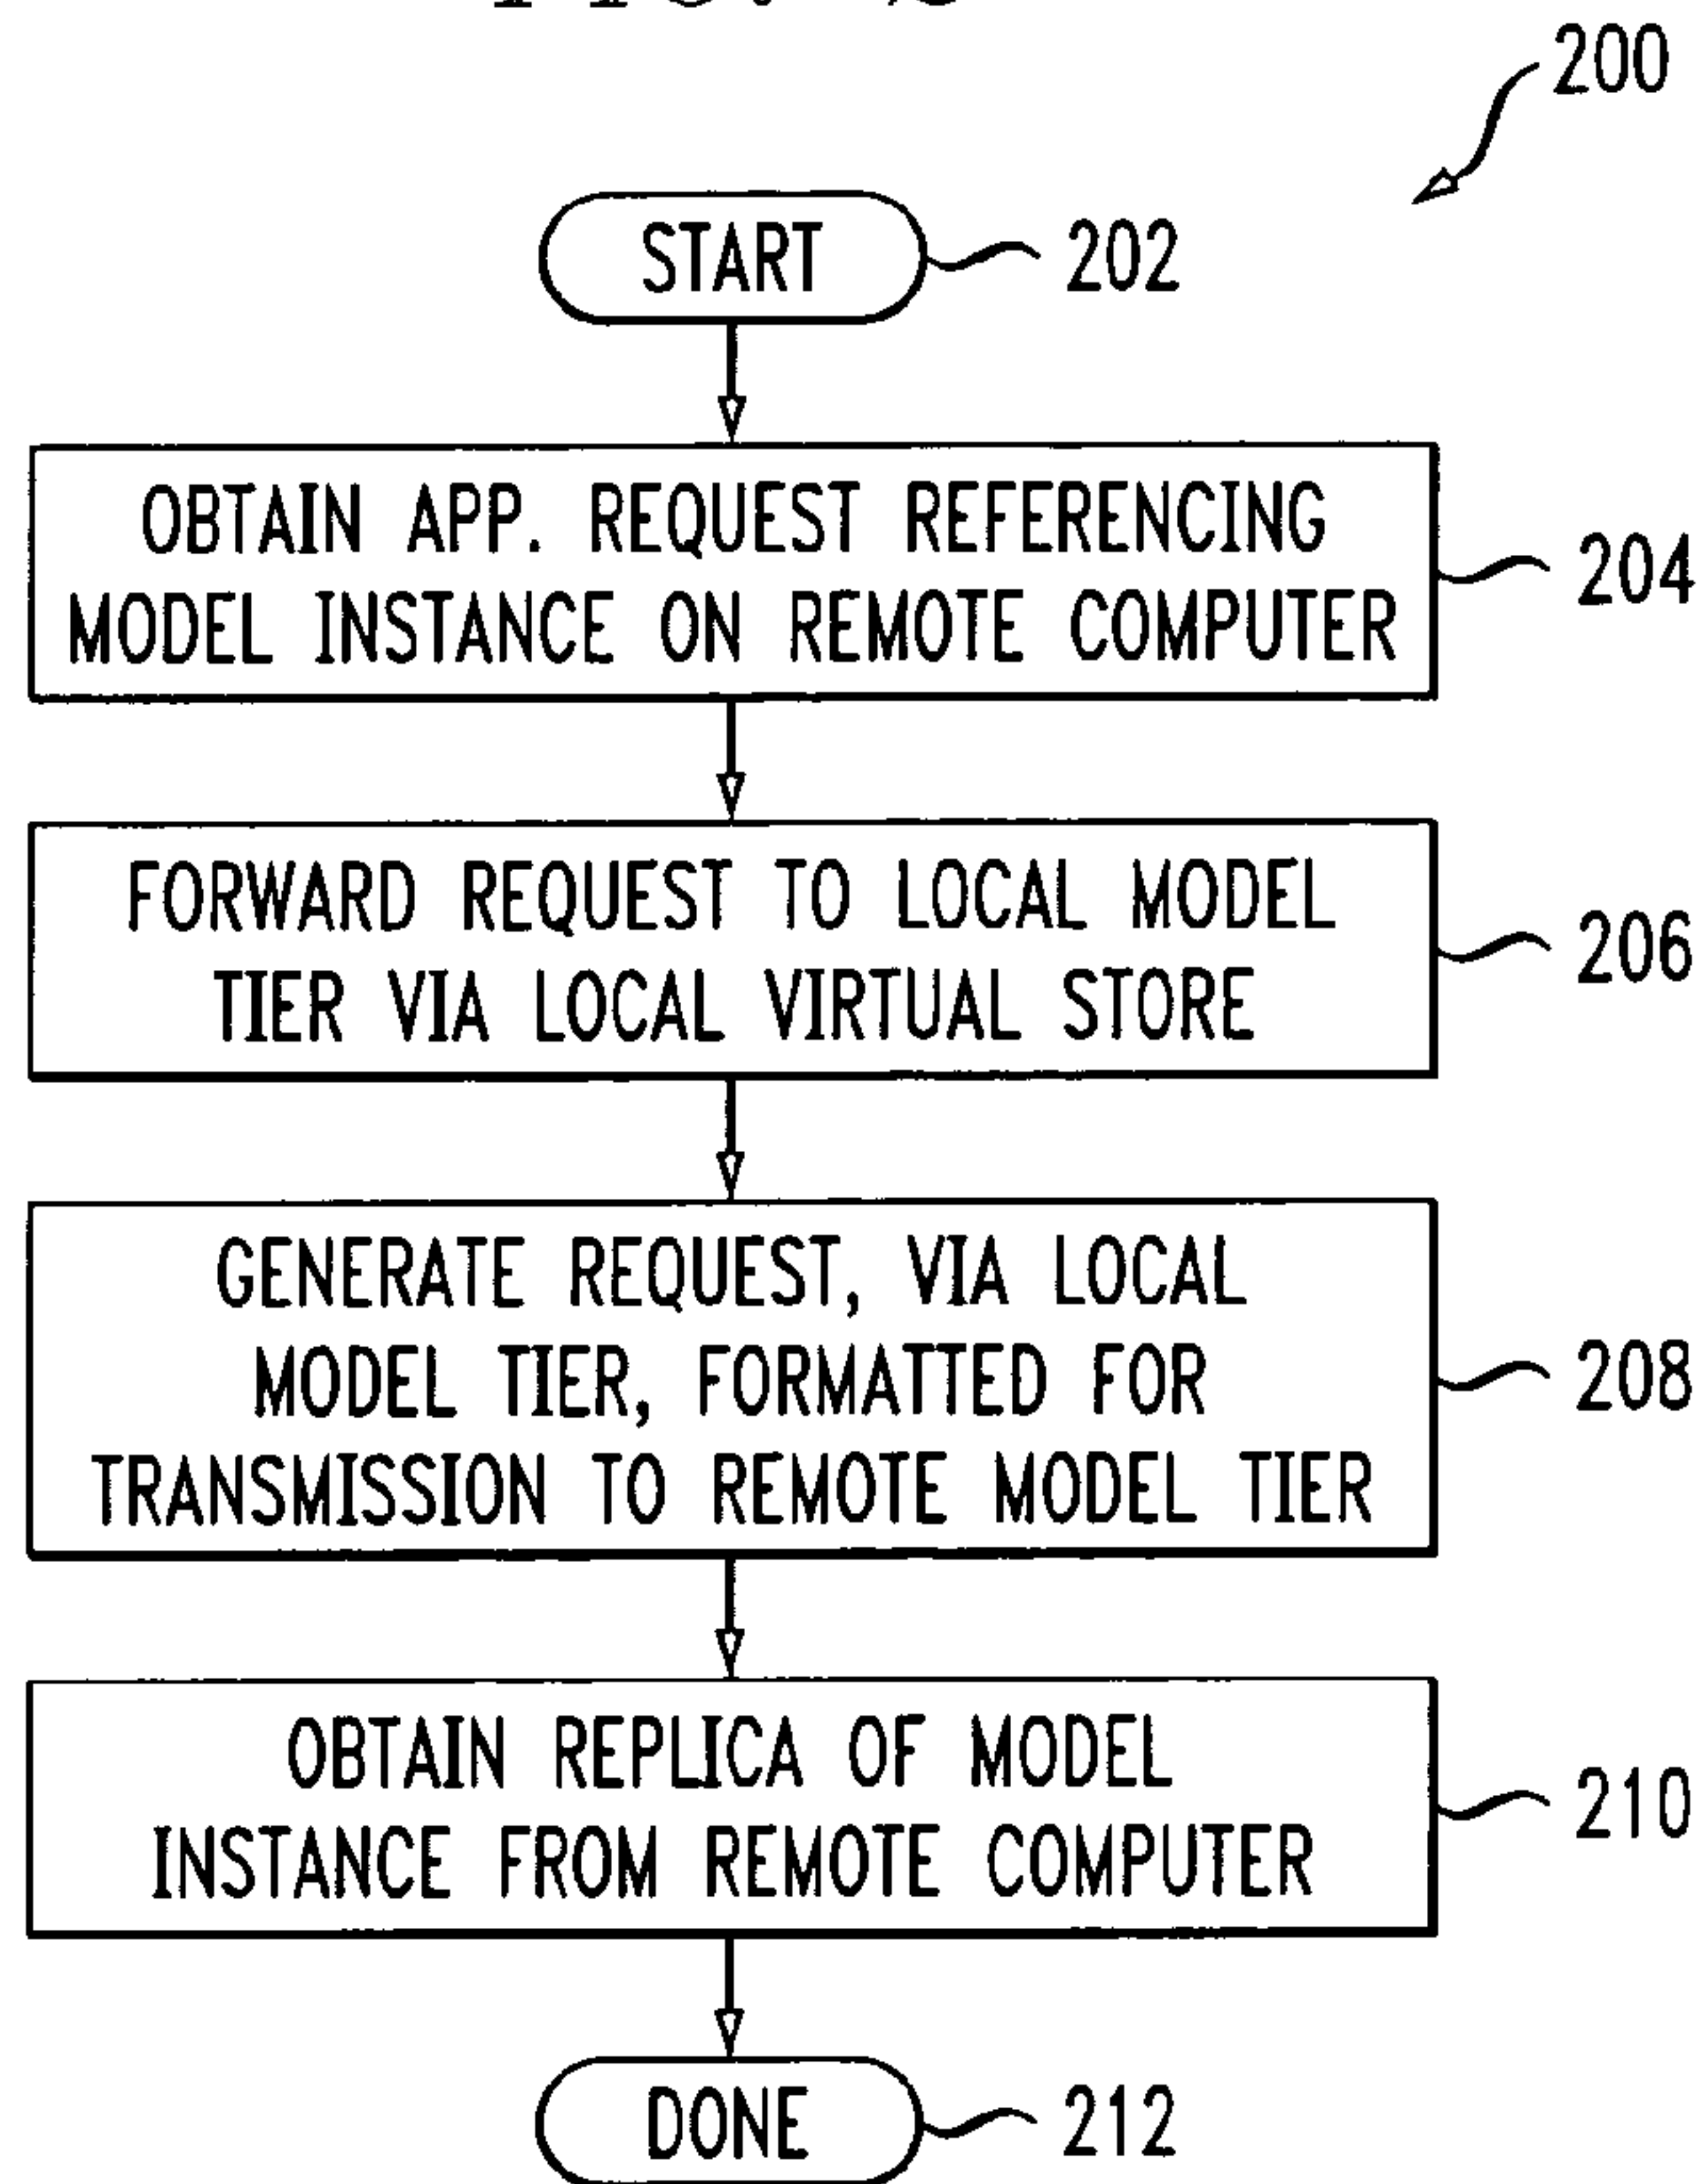 200
START
202
OBTAIN APP. REQUEST REFERENCING
MODEL INSTANCE ON REMOTE COMPUTER
204
FORWARD REQUEST TO LOCAL MODEL
TIER VIA LOCAL VIRTUAL STORE
206
GENERATE REQUEST, VIA LOCAL
MODEL TIER, FORMATTED FOR
TRANSMISSION TO REMOTE MODEL TIER
208
OBTAIN REPLICA OF MODEL
INSTANCE FROM REMOTE COMPUTER
210
DONE
212